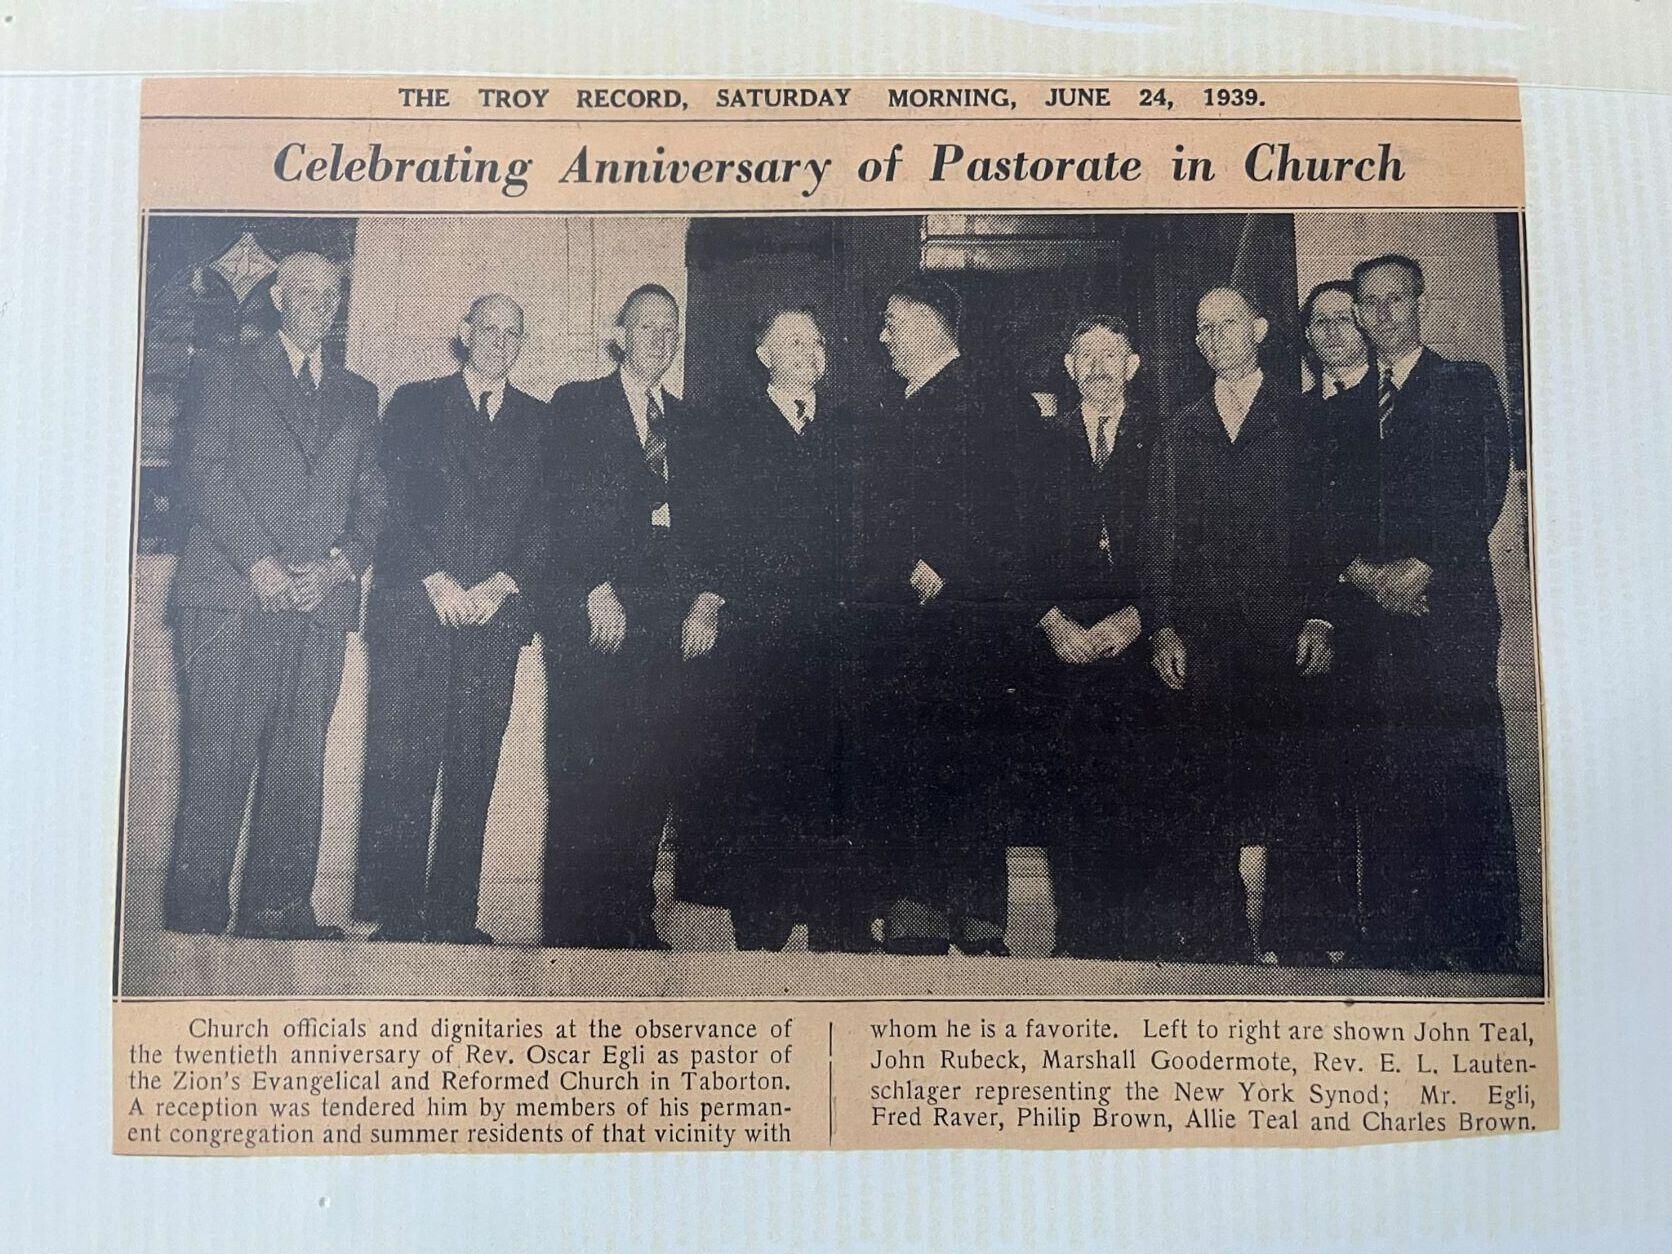 THE TROY RECORD, SATURDAY MORNING, JUNE 24, 1939.
Celebrating Anniversary of Pastorate in Church
Church officials and dignitaries at the observance of
the twentieth anniversary of Rev. Oscar Egli as pastor of
the Zion's Evangelical and Reformed Church in Taborton.
A reception was tendered him by members of his perman-
ent congregation and summer residents of that vicinity with
whom he is a favorite. Left to right are shown John Teal,
John Rubeck, Marshall Goodermote, Rev. E. L. Lauten-
schlager representing the New York Synod; Mr. Egli,
Fred Raver, Philip Brown, Allie Teal and Charles Brown.